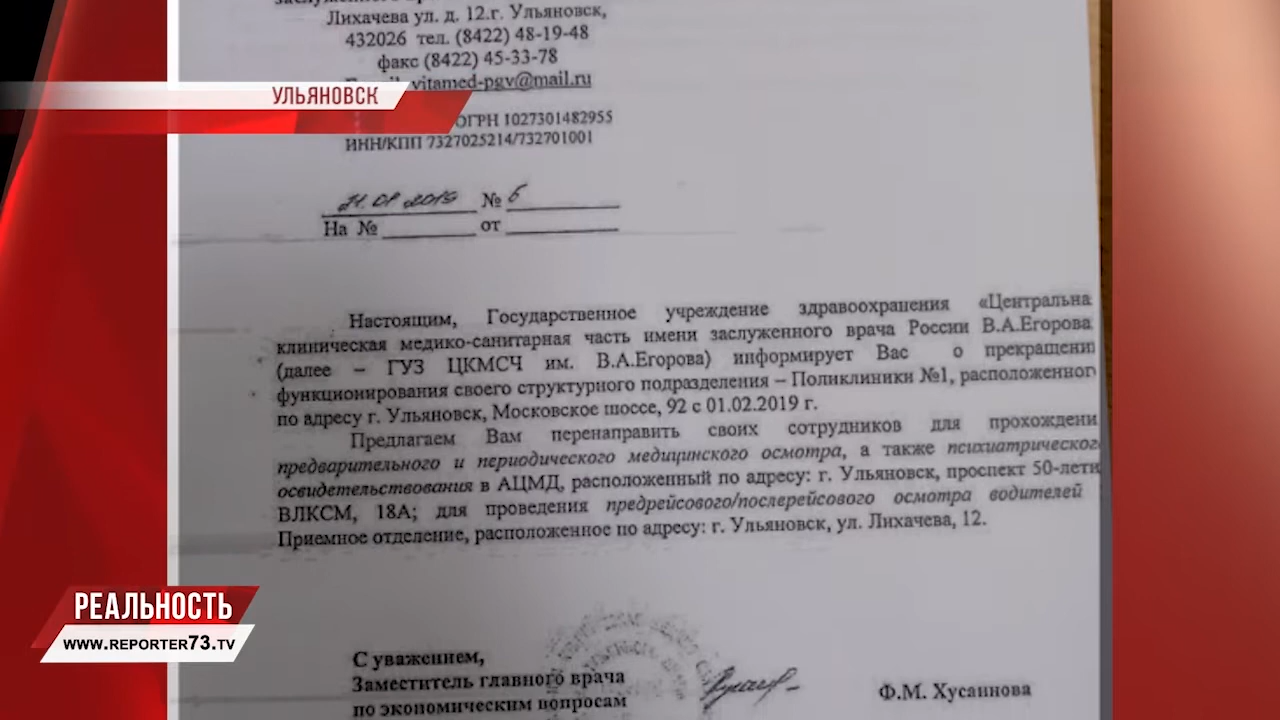 Лихачева ул. д. 12.г. Ульяновск,
432026 тел. (8422) 48-19-48
факс (8422) 45-33-78
vitamed-pgv@mail.ru
УЛЬЯНОВСК
ОГРН 1027301482955
ИНН/КПП 7327025214/732701001
21.01 2019 № 6
На № от
Настоящим, Государственное учреждение здравоохранения «Центральна
клиническая медико-санитарная часть имени заслуженного врача России В.А.Егорова
(далее – ГУЗ ЦКМСЧ им. В.А.Егорова) информирует Вас о прекращени
функционирования своего структурного подразделения – Поликлиники №1, расположенног
по адресу г. Ульяновск, Московское шоссе, 92 с 01.02.2019 г.
Предлагаем Вам перенаправить своих сотрудников для прохождени
предварительного и периодического медицинского осмотра, а также психиатрическог
освидетельствования в АЦМД, расположенный по адресу: г. Ульяновск, проспект 50-лети
ВЛКСМ, 18А; для проведения предрейсового/послерейсового осмотра водителей
Приемное отделение, расположенное по адресу: г. Ульяновск, ул. Лихачева, 12.
РЕАЛЬНОСТЬ
WWW.REPORTER73.TV
С уважением,
Заместитель главного врача
по экономическим вопросам
Ф.М. Хусаинова